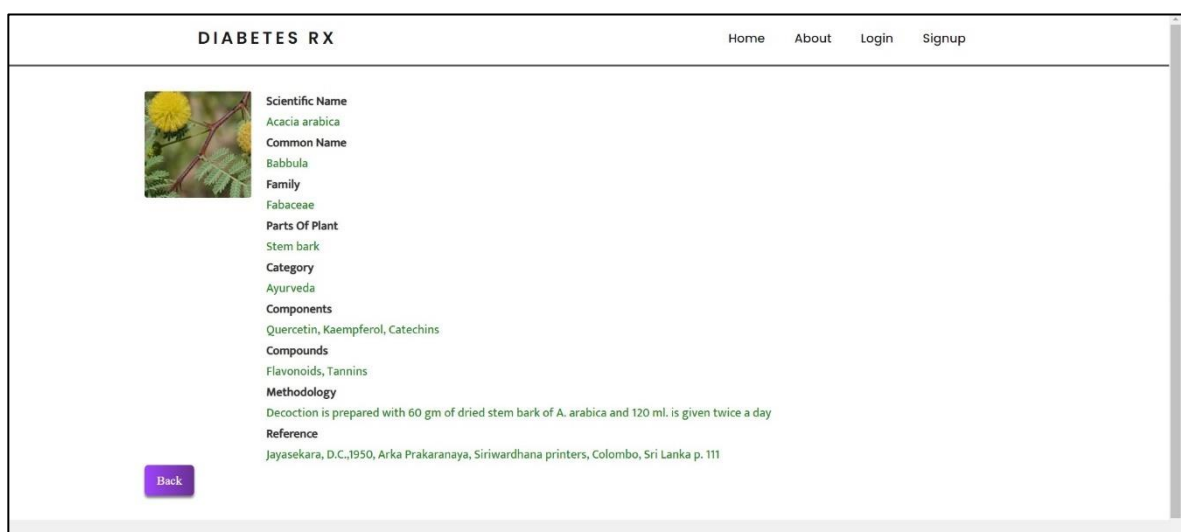 DIABETES RX
Home About Login Signup
Scientific Name
Acacia arabica
Common Name
Babbula
Family
Fabaceae
Parts Of Plant
Stem bark
Category
Ayurveda
Components
Quercetin, Kaempferol, Catechins
Compounds
Flavonoids, Tannins
Methodology
Decoction is prepared with 60 gm of dried stem bark of A. arabica and 120 ml. is given twice a day
Reference
Jayasekara, D.C.,1950, Arka Prakaranaya, Siriwardhana printers, Colombo, Sri Lanka p. 111
Back